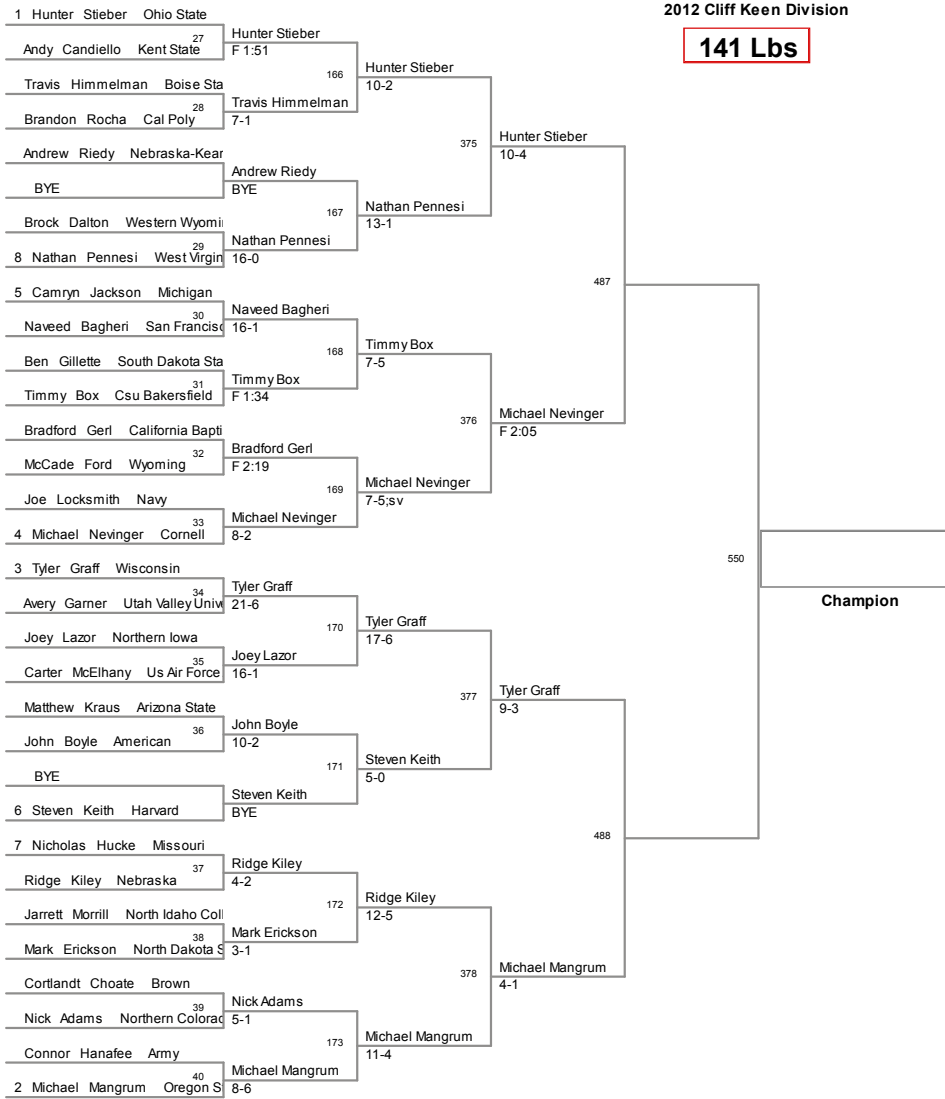 2012 Cliff Keen Division
141 Lbs
1 Hunter Stieber Ohio State
27
Andy Candiello Kent State
Travis Himmelman Boise Sta
28
Brandon Rocha Cal Poly
Andrew Riedy Nebraska-Kear
BYE
Brock Dalton Western Wyomi
29
8 Nathan Pennesi West Virgin
5 Camryn Jackson Michigan
30
Naveed Bagheri San Francisc
Ben Gillette South Dakota Sta
31
Timmy Box Csu Bakersfield
Bradford Gerl California Bapti
32
McCade Ford Wyoming
Joe Locksmith Navy
33
4 Michael Nevinger Cornell
3 Tyler Graff Wisconsin
34
Avery Garner Utah Valley Univ
Joey Lazor Northern Iowa
35
Carter McElhany Us Air Force
Matthew Kraus Arizona State
36
John Boyle American
BYE
6 Steven Keith Harvard
7 Nicholas Hucke Missouri
37
Ridge Kiley Nebraska
Jarrett Morrill North Idaho Coll
38
Mark Erickson North Dakota S
Cortlandt Choate Brown
39
Nick Adams Northern Colorad
Connor Hanafee Army
40
2 Michael Mangrum Oregon S
Hunter Stieber
F 1:51
166
Travis Himmelman
7-1
Andrew Riedy
BYE
167
Nathan Pennesi
16-0
Naveed Bagheri
16-1
168
Timmy Box
F 1:34
Bradford Gerl
F 2:19
169
Michael Nevinger
8-2
Tyler Graff
21-6
170
Joey Lazor
16-1
John Boyle
10-2
171
Steven Keith
BYE
Ridge Kiley
4-2
172
Mark Erickson
3-1
Nick Adams
5-1
173
Michael Mangrum
8-6
Hunter Stieber
10-2
375
Nathan Pennesi
13-1
Timmy Box
7-5
376
Michael Nevinger
7-5;sv
Tyler Graff
17-6
377
Steven Keith
5-0
Ridge Kiley
12-5
378
Michael Mangrum
11-4
Hunter Stieber
10-4
487
Michael Nevinger
F 2:05
Tyler Graff
9-3
488
Michael Mangrum
4-1
550
Champion